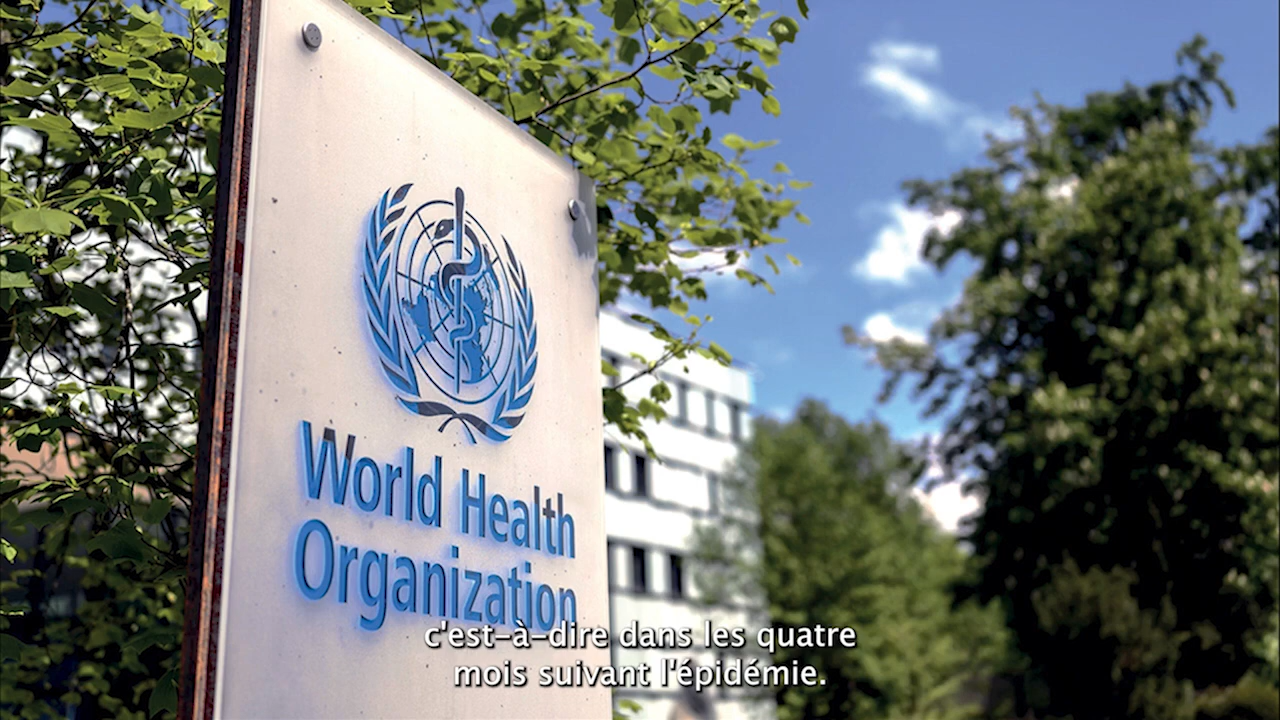 World Health
Organization
c'est-à-dire dans les quatre
mois suivant l'épidémie.